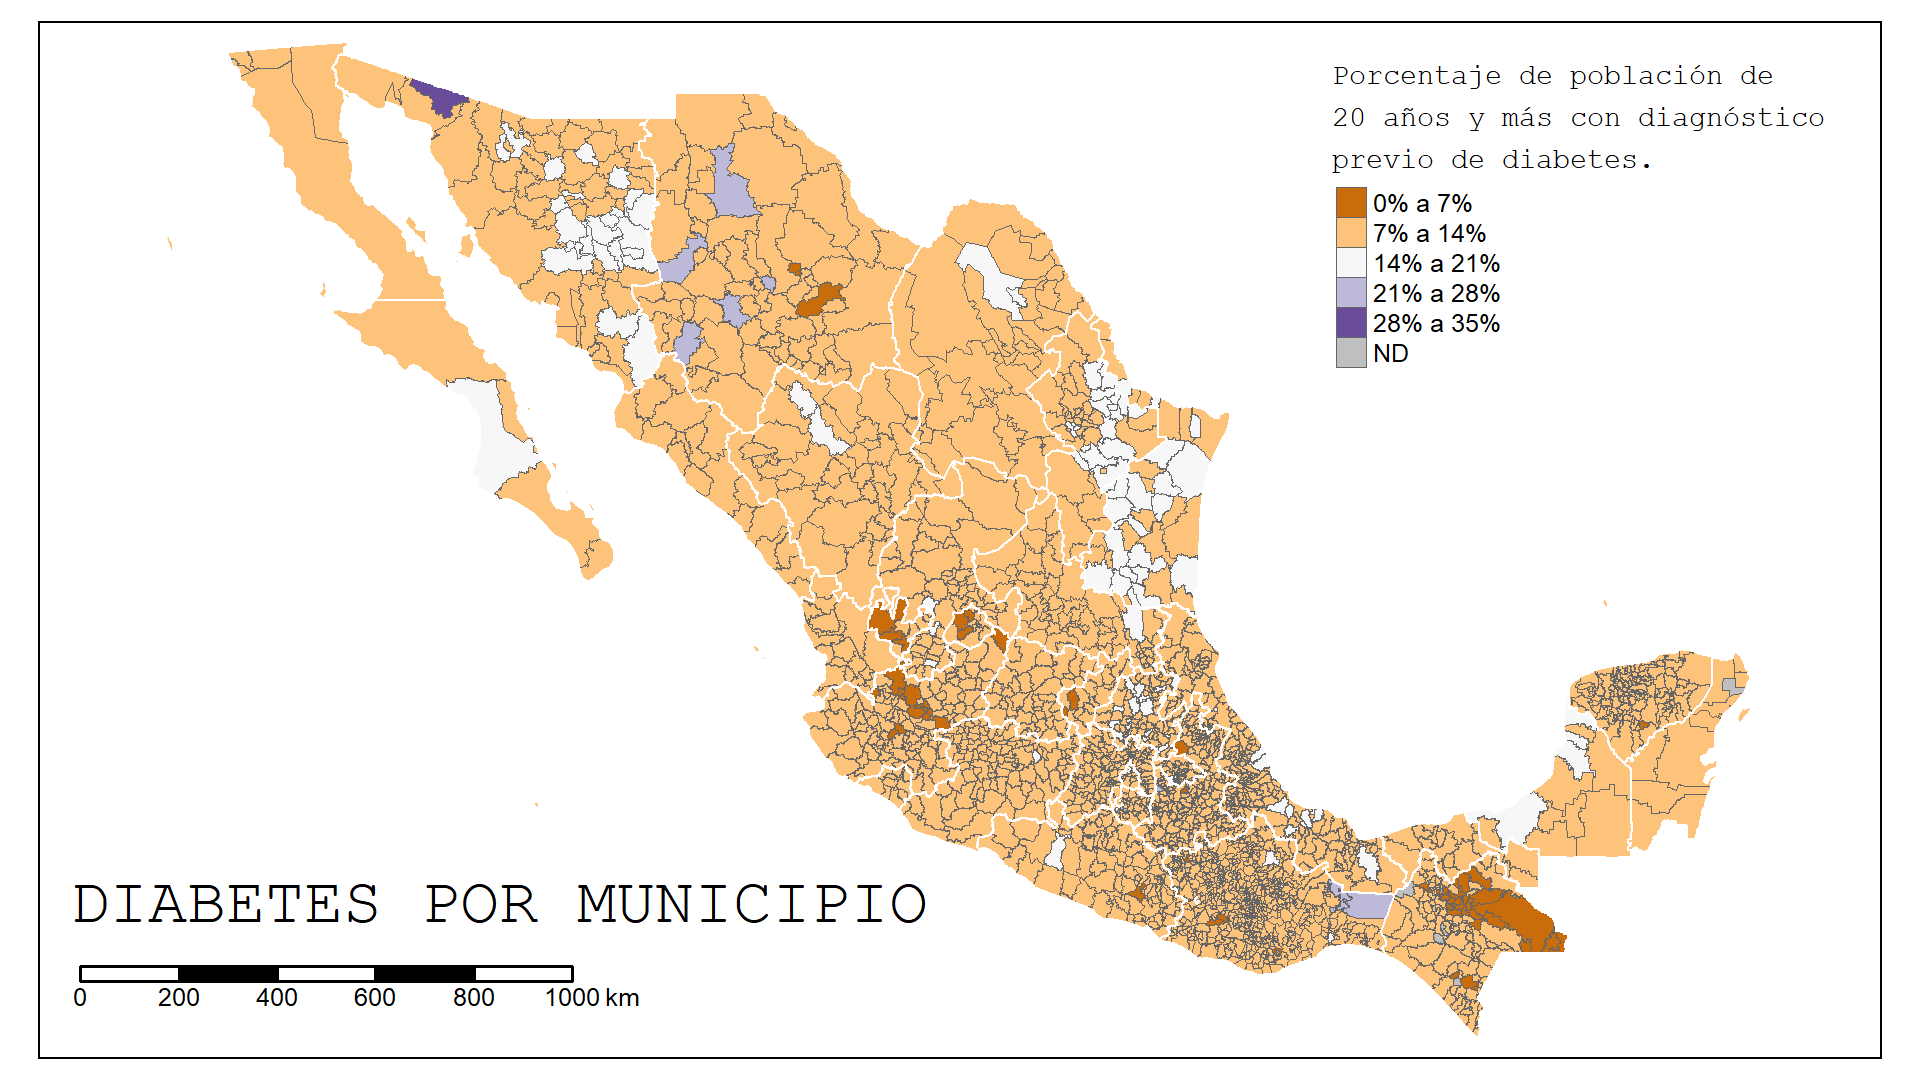 Porcentaje de población de
20 años y más con diagnóstico
previo de diabetes.
0% a 7%
7% a 14%
14% a 21%
21% a 28%
28% a 35%
ND
DIABETES POR MUNICIPIO
0 200 400 600 800 1000 km